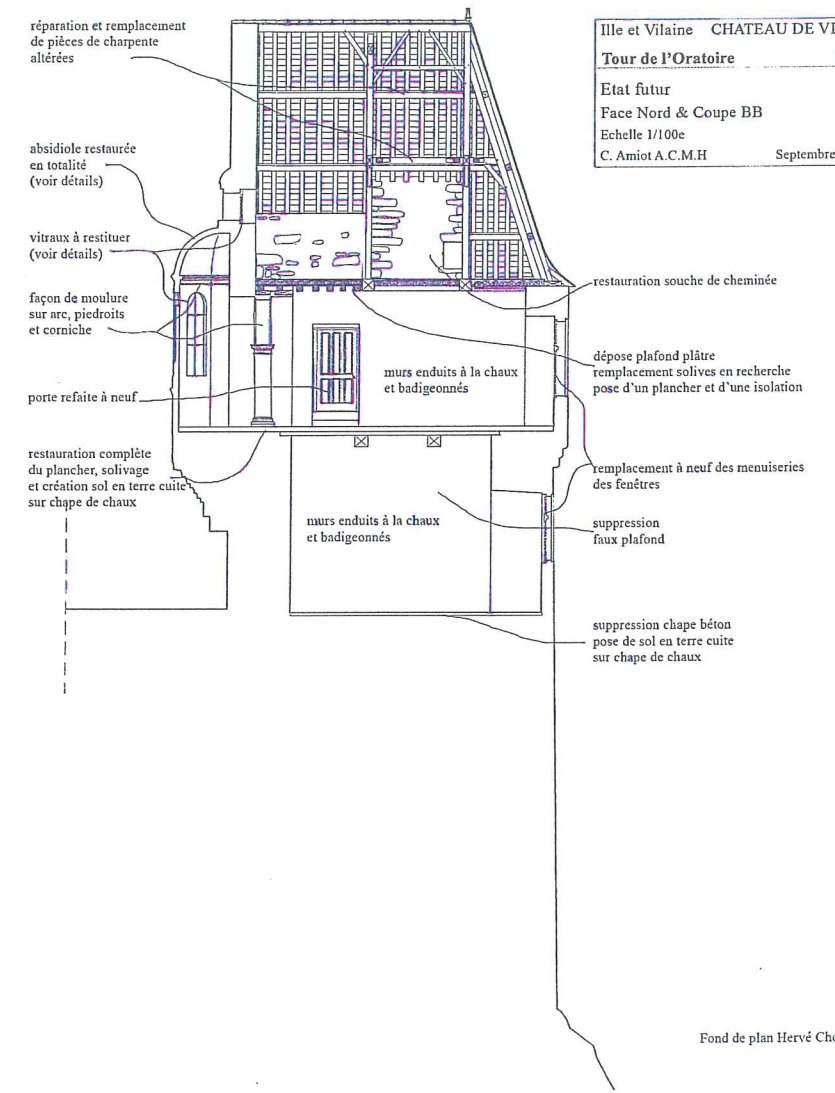 réparation et remplacement
de pièces de charpente
altérées
absidiole restaurée
en totalité
(voir détails)
vitraux à restituer
(voir détails)
façon de moulure
sur arc, piedroits
et corniche
porte refaite à neuf
restauration complète
du plancher, solivage
et création sol en terre cuite
sur chape de chaux
murs enduits à la chaux
et badigeonnés
murs enduits à la chaux
et badigeonnés
Ille et Vilaine CHATEAU DE
Tour de l'Oratoire
Etat futur
Face Nord & Coupe BB
Echelle 1/100e
C. Amiot A.C.M.H Septembre
restauration souche de cheminée
dépose plafond plâtre
remplacement solives en recherche
pose d'un plancher et d'une isolation
remplacement à neuf des menuiseries
des fenêtres
suppression
faux plafond
suppression chape béton
pose de sol en terre cuite
sur chape de chaux
Fond de plan Hervé